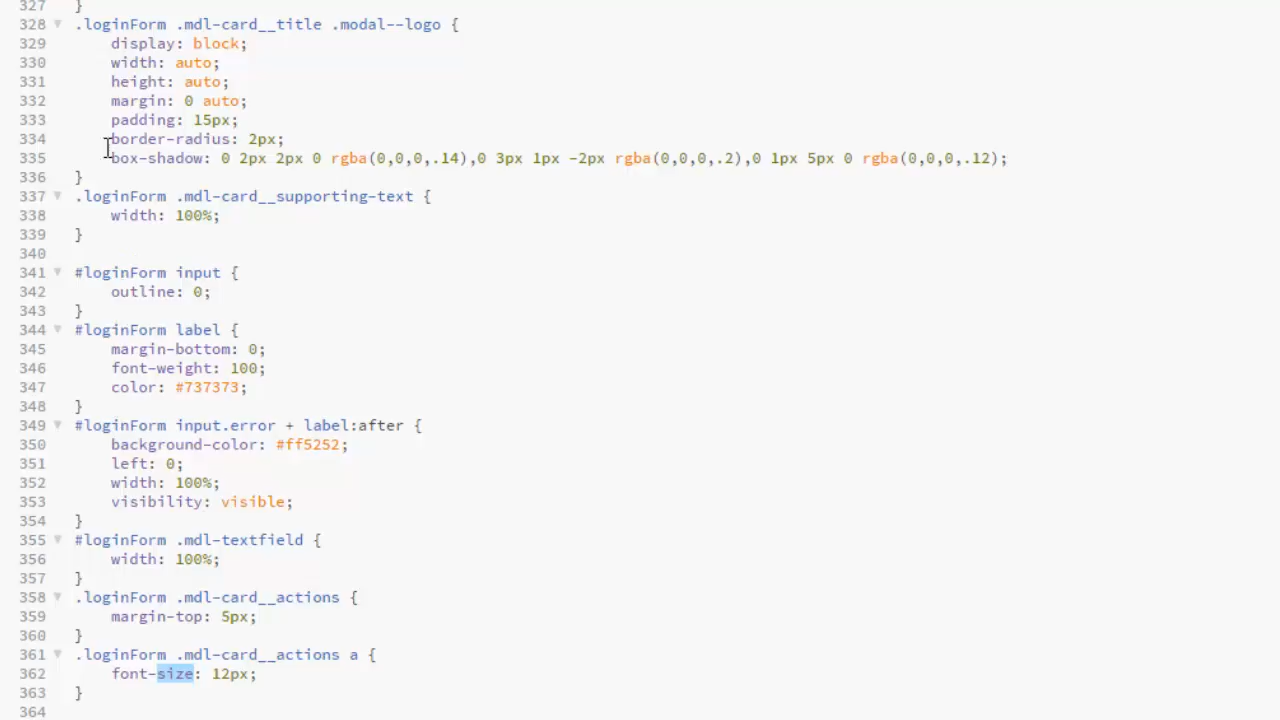 327 }
328 .loginForm .mdl-card__title .modal--logo {
329 display: block;
330 width: auto;
331 height: auto;
332 margin: 0 auto;
333 padding: 15px;
334 border-radius: 2px;
335 box-shadow: 0 2px 2px 0 rgba(0,0,0,.14),0 3px 1px -2px rgba(0,0,0,.2),0 1px 5px 0 rgba(0,0,0,.12);
336 }
337 .loginForm .mdl-card__supporting-text {
338 width: 100%;
339 }
340
341 #loginForm input {
342 outline: 0;
343 }
344 #loginForm label {
345 margin-bottom: 0;
346 font-weight: 100;
347 color: #737373;
348 }
349 #loginForm input.error + label:after {
350 background-color: #ff5252;
351 left: 0;
352 width: 100%;
353 visibility: visible;
354 }
355 #loginForm .mdl-textfield {
356 width: 100%;
357 }
358 .loginForm .mdl-card__actions {
359 margin-top: 5px;
360 }
361 .loginForm .mdl-card__actions a {
362 font-size: 12px;
363 }
364